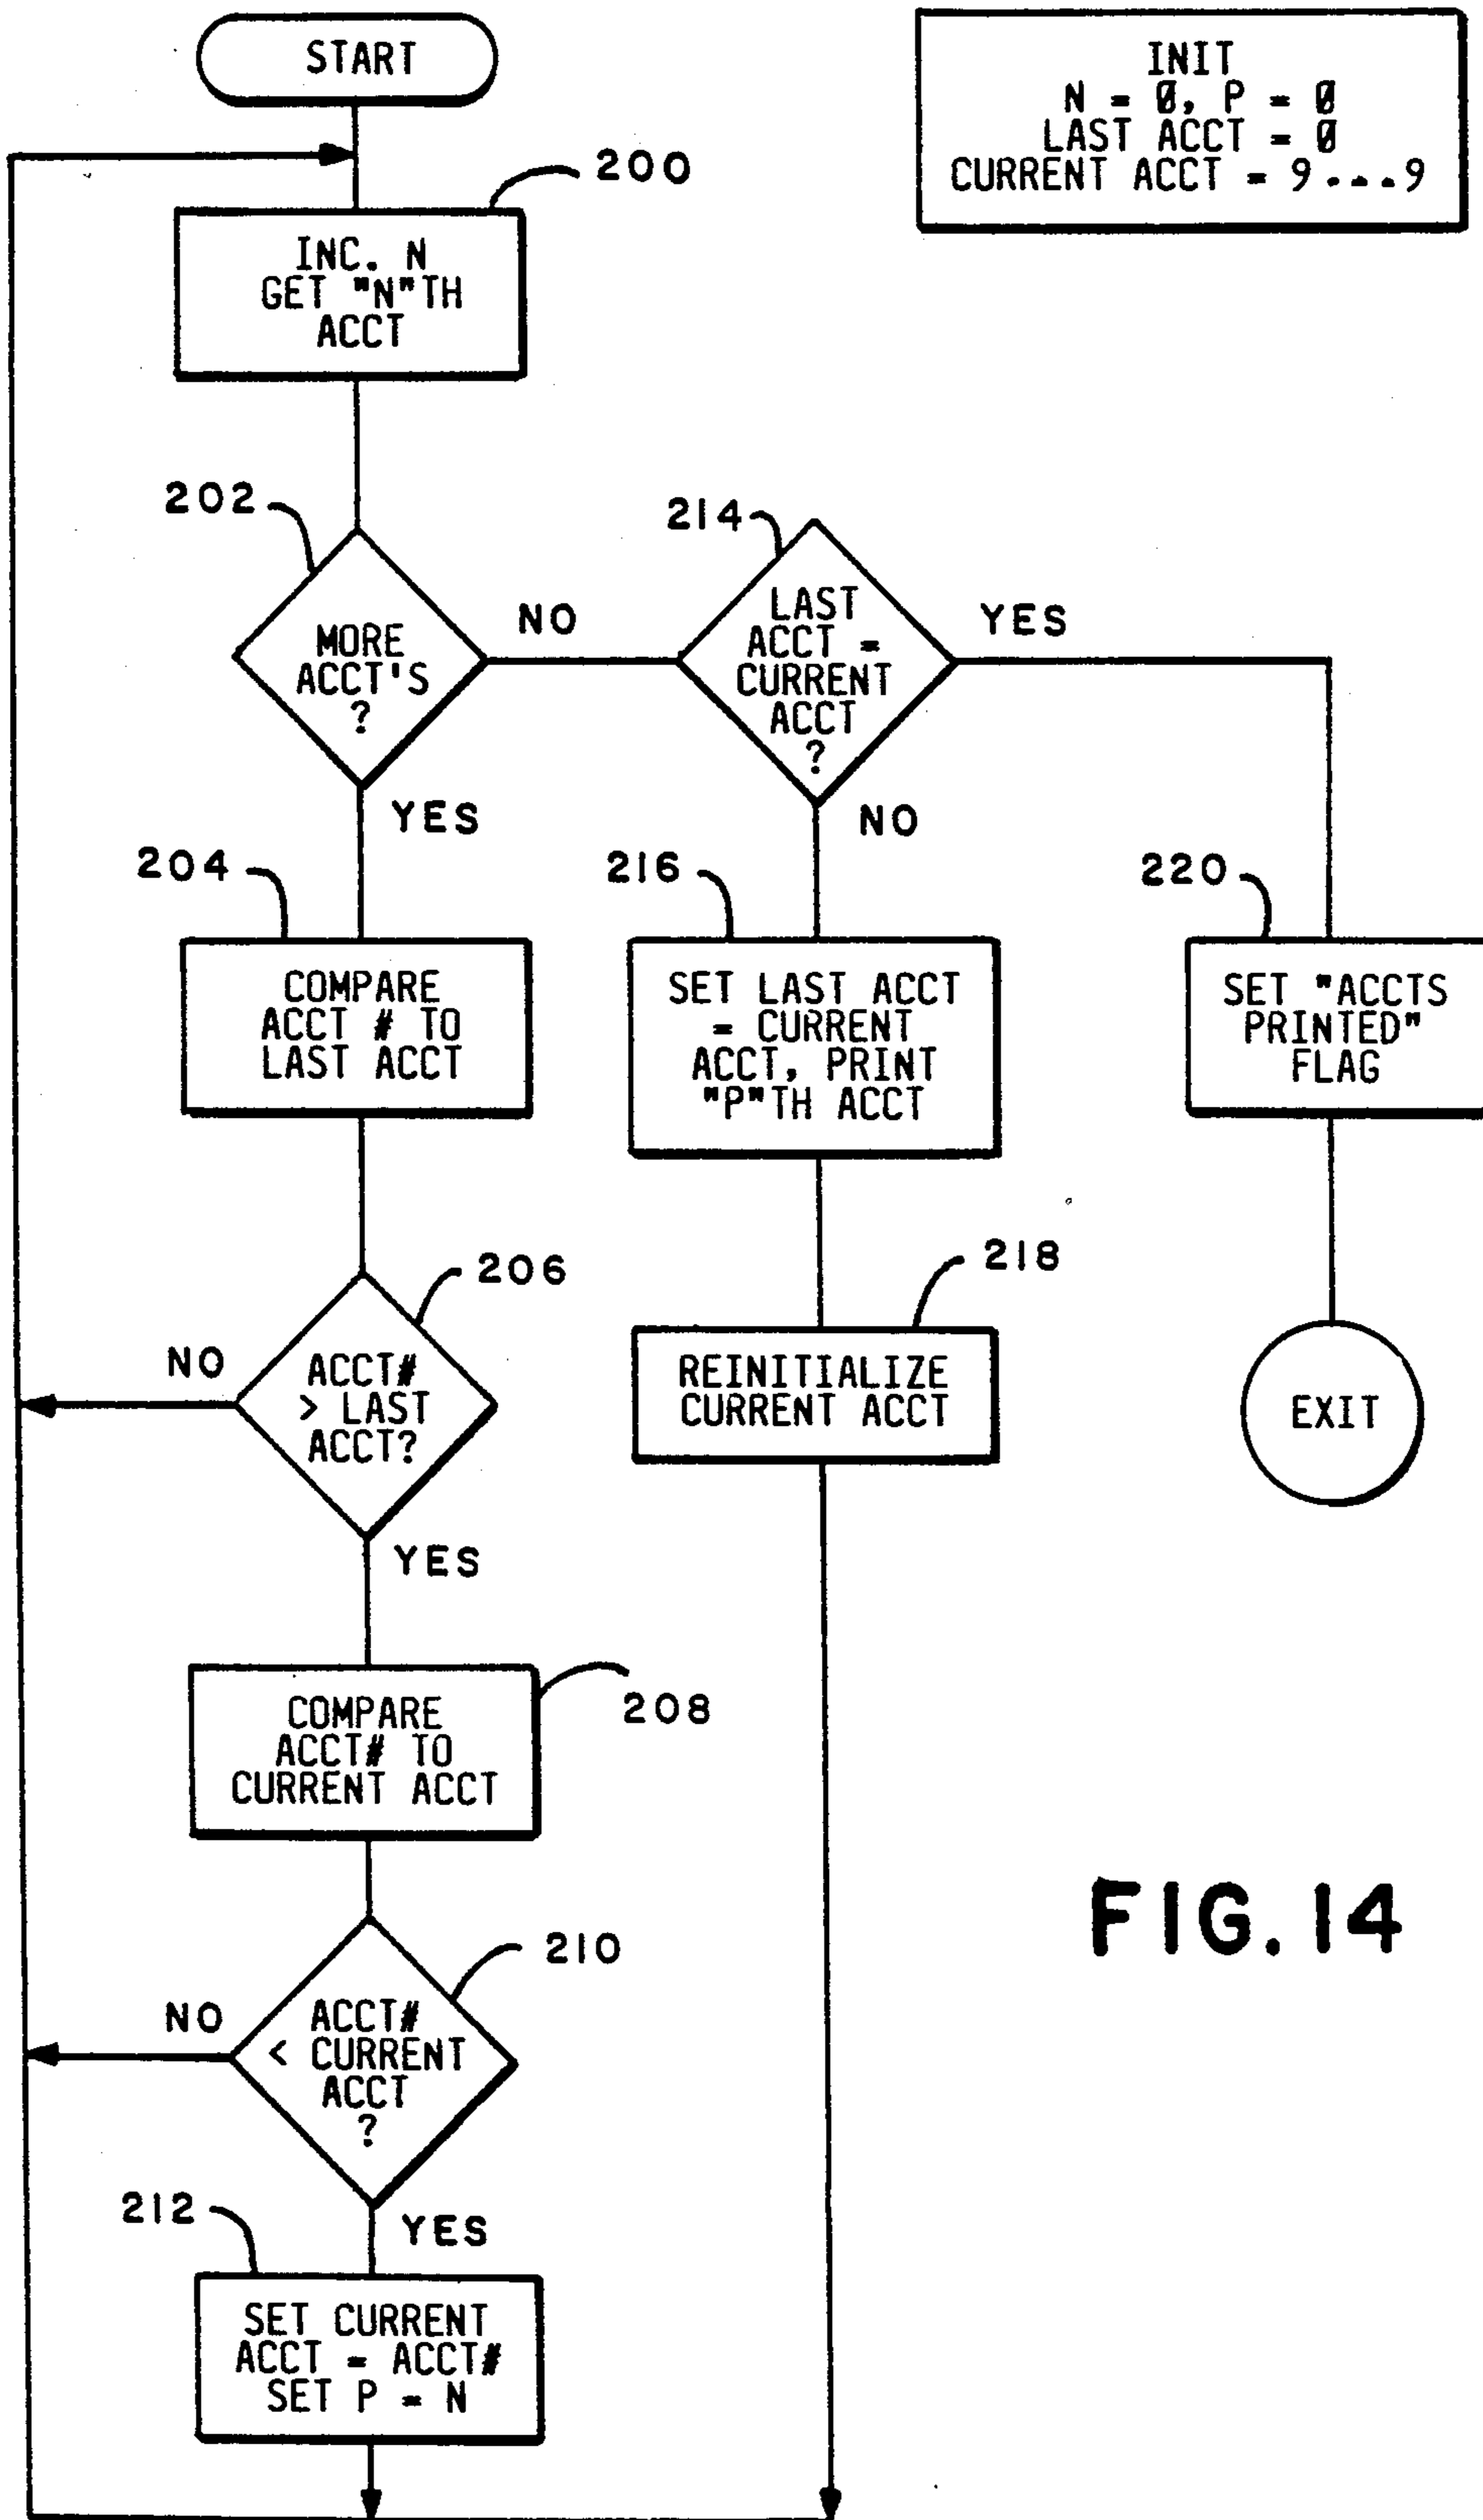 START
INIT
N = Ø, P = Ø
LAST ACCT = Ø
CURRENT ACCT = 9...9
200
INC. N
GET "N"TH
ACCT
202
MORE
ACCT'S
?
NO
YES
214
LAST
ACCT =
CURRENT
ACCT
?
YES
NO
204
COMPARE
ACCT # TO
LAST ACCT
216
SET LAST ACCT
= CURRENT
ACCT, PRINT
"P"TH ACCT
220
SET "ACCTS
PRINTED"
FLAG
206
ACCT#
> LAST
ACCT?
NO
YES
218
REINITIALIZE
CURRENT ACCT
EXIT
208
COMPARE
ACCT# TO
CURRENT ACCT
210
ACCT#
< CURRENT
ACCT
?
NO
YES
212
SET CURRENT
ACCT = ACCT#
SET P = N
FIG. 14